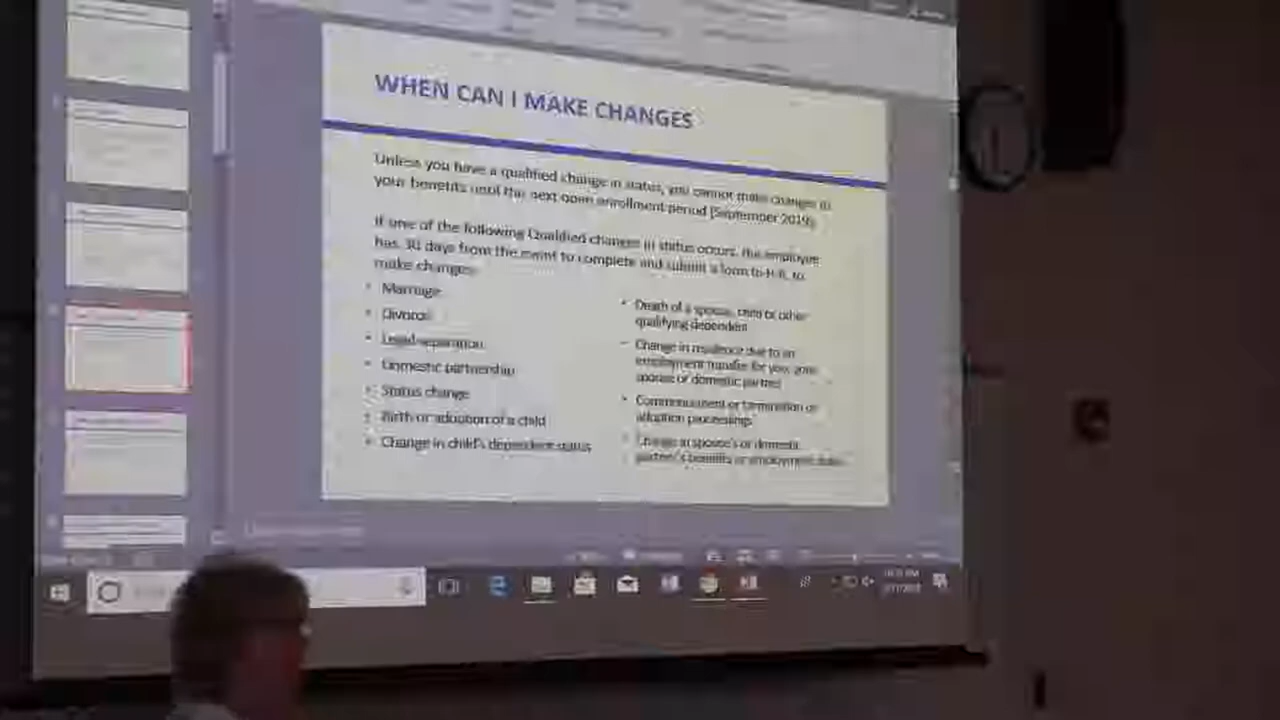 WHEN CAN I MAKE CHANGES
Unless you have a qualified change in status, you cannot make changes to
your benefits until the next open enrollment period (September 2019)
If one of the following Qualified changes in status occurs, the employee
has 30 days from the event to complete and submit a form to H.R. to
make changes:
• Marriage
• Divorce
• Legal separation
• Domestic partnership
• Status change
• Birth or adoption of a child
• Change in child's dependent status
• Death of a spouse, child or other
qualifying dependent
• Change in residence due to an
employment transfer for you, your
spouse or domestic partner
• Commencement or termination of
adoption proceedings
• Change in spouse's or domestic
partner's benefits or employment status